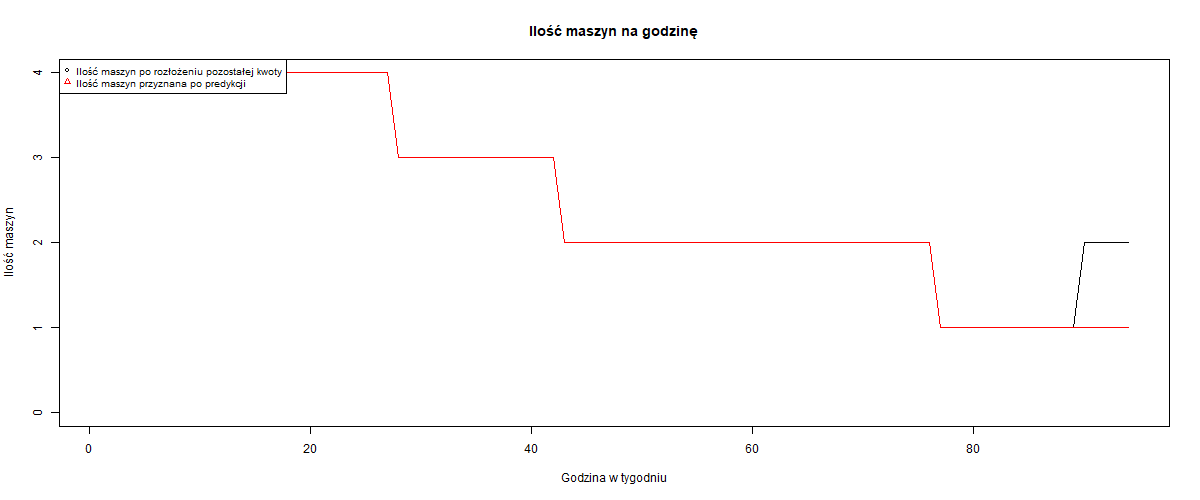 Ilość maszyn na godzinę
Ilość maszyn po rozłożeniu pozostałej kwoty
Ilość maszyn przyznana po predykcji
Ilość maszyn
4
3
2
1
0
0 20 40 60 80
Godzina w tygodniu